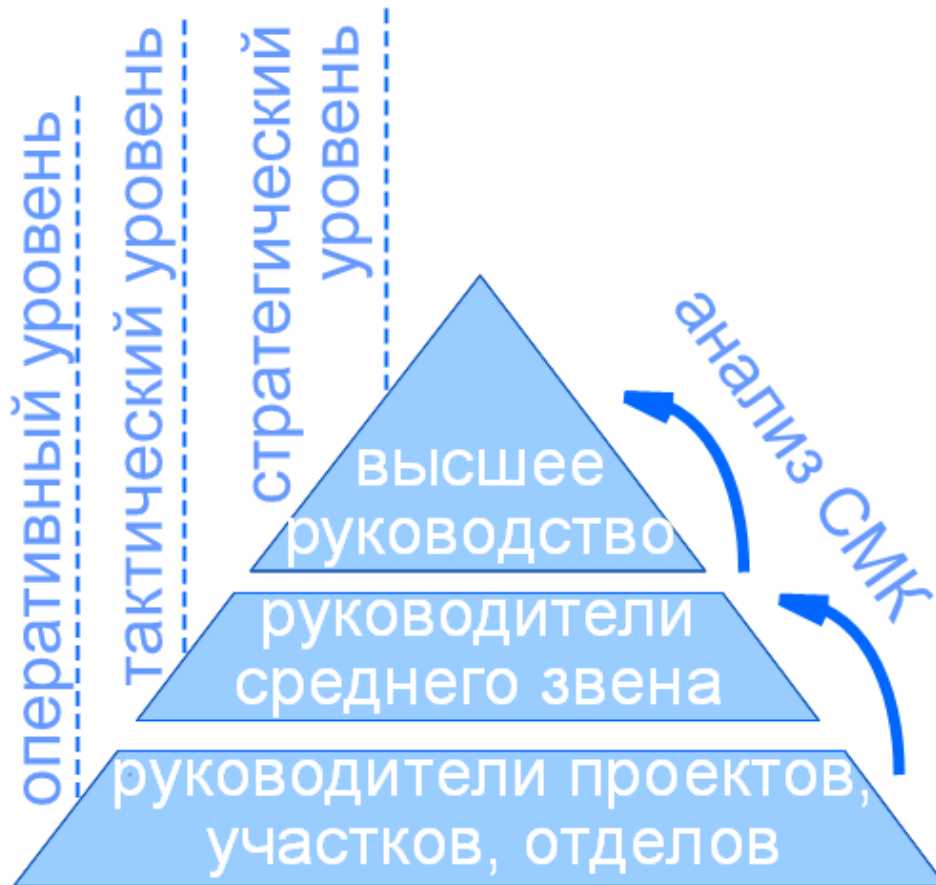 оперативный уровень
тактический уровень
стратегический
уровень
анализ СМК
высшее
руководство
руководители
среднего звена
руководители проектов,
участков, отделов